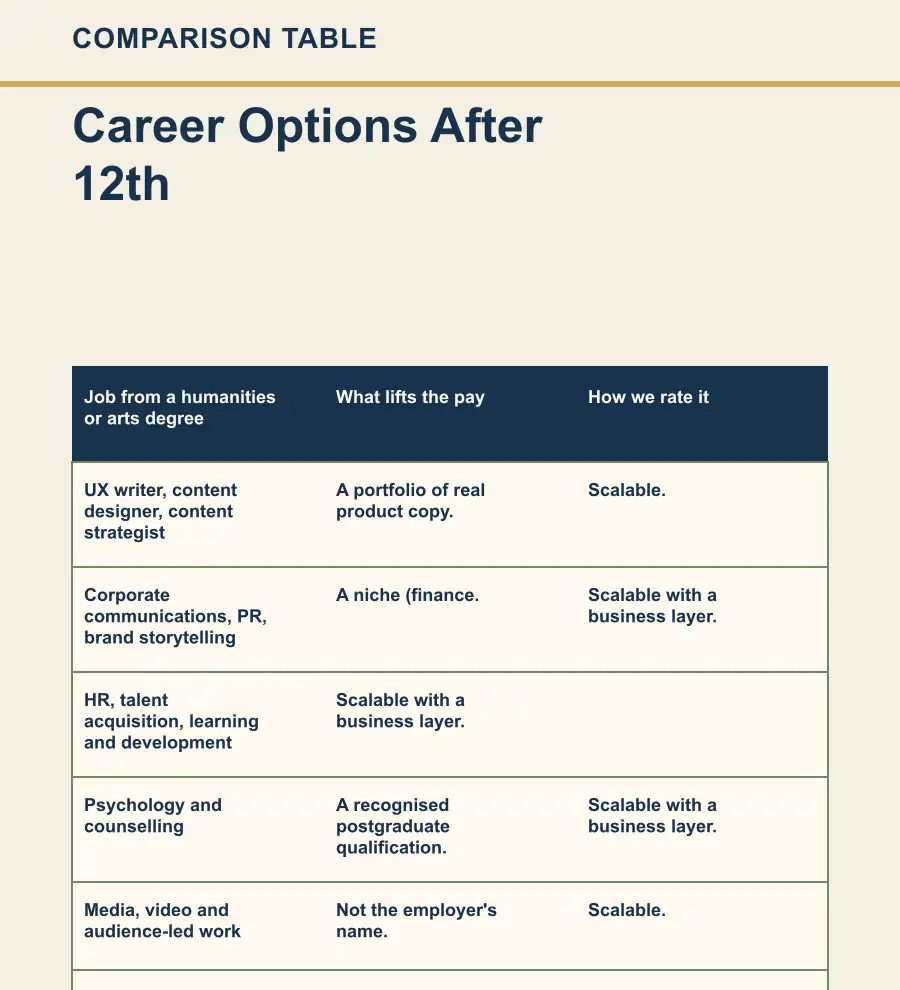 COMPARISON TABLE
Career Options After
12th
Job from a humanities
or arts degree
What lifts the pay
How we rate it
UX writer, content
designer, content
strategist
A portfolio of real
product copy.
Scalable.
Corporate
communications, PR,
brand storytelling
A niche (finance.
Scalable with a
business layer.
HR, talent
acquisition, learning
and development
Scalable with a
business layer.
Psychology and
counselling
A recognised
postgraduate
qualification.
Scalable with a
business layer.
Media, video and
audience-led work
Not the employer's
name.
Scalable.